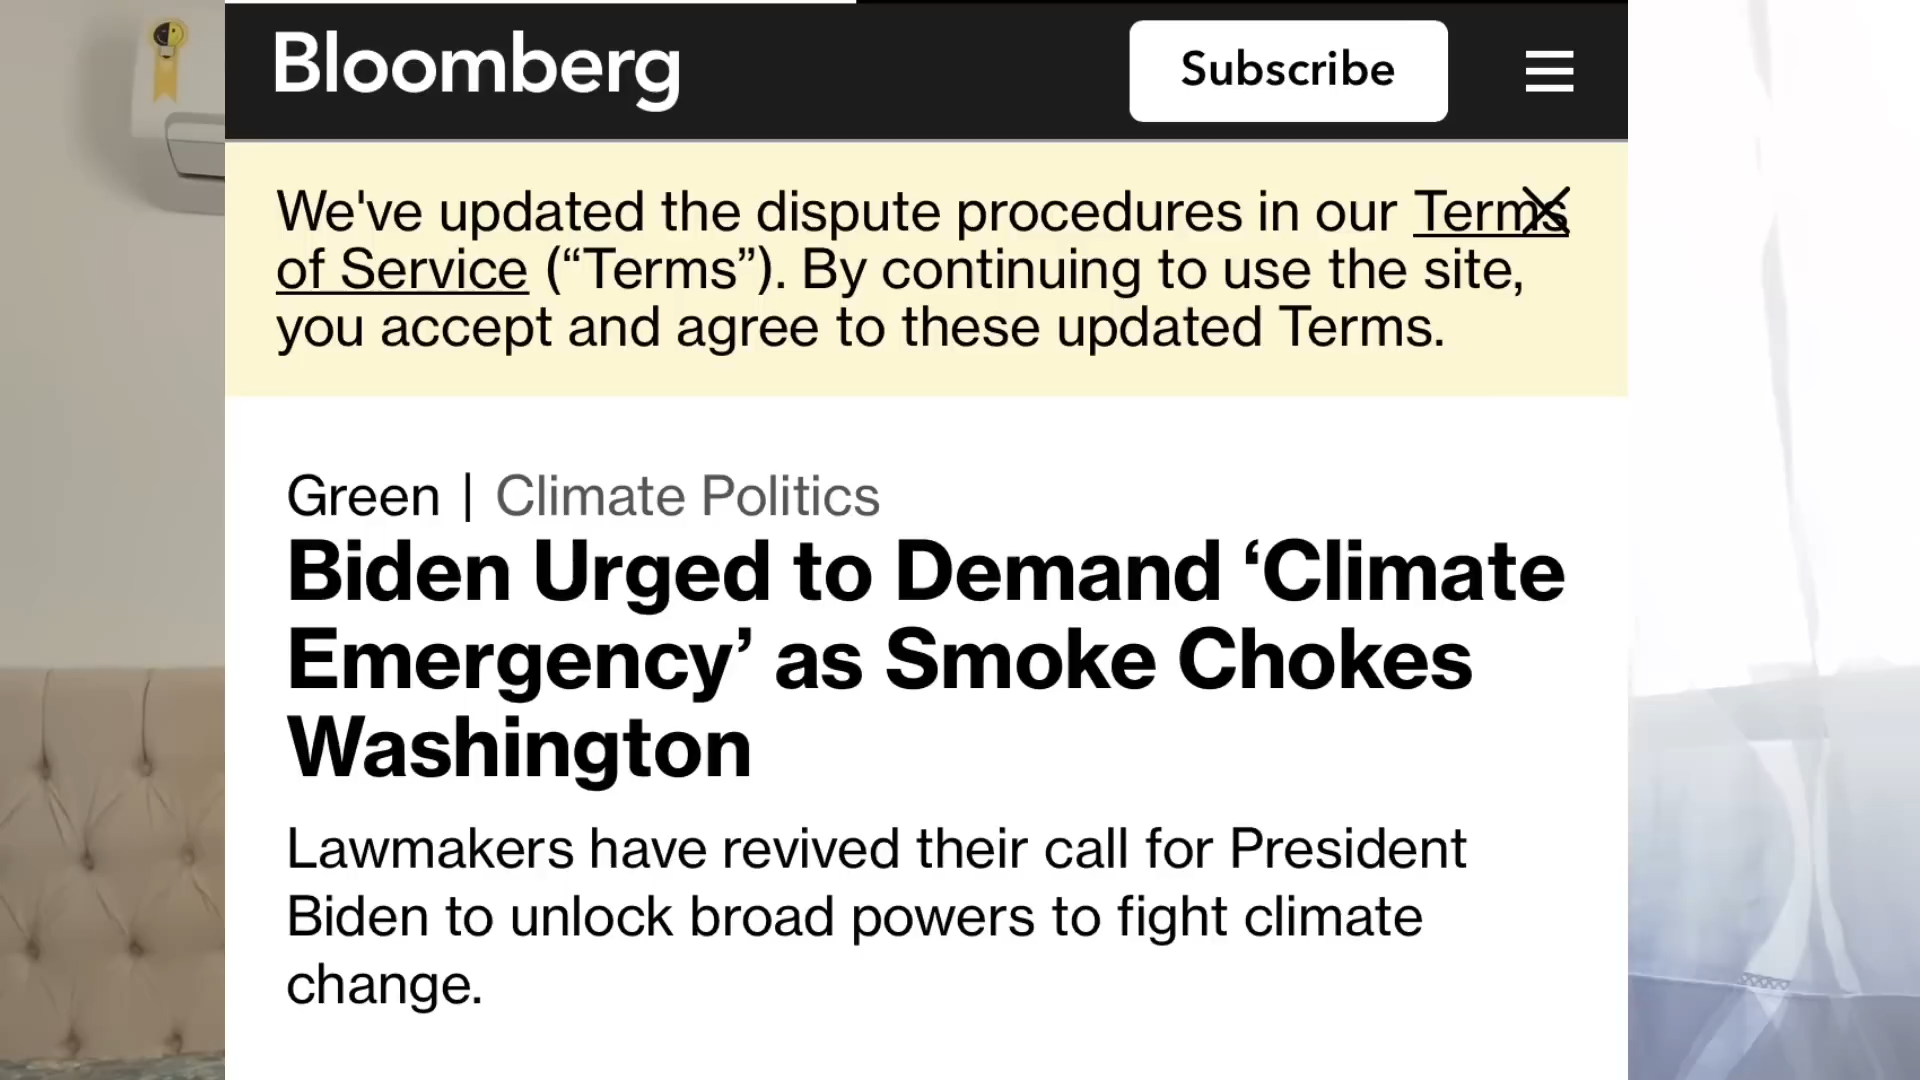 Bloomberg
Subscribe
We've updated the dispute procedures in our Terms
of Service (“Terms”). By continuing to use the site,
you accept and agree to these updated Terms.
Green | Climate Politics
Biden Urged to Demand ‘Climate
Emergency’ as Smoke Chokes
Washington
Lawmakers have revived their call for President
Biden to unlock broad powers to fight climate
change.